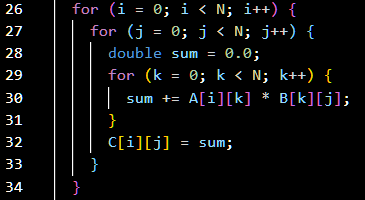 26 for (i = 0; i < N; i++) {
27 for (j = 0; j < N; j++) {
28 double sum = 0.0;
29 for (k = 0; k < N; k++) {
30 sum += A[i][k] * B[k][j];
31 }
32 C[i][j] = sum;
33 }
34 }